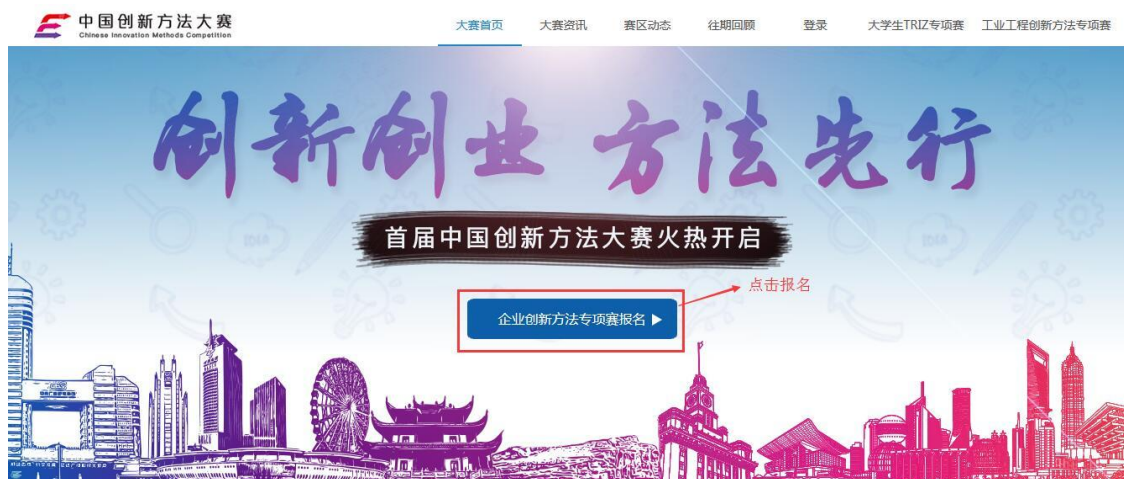 中国创新方法大赛
Chinese Innovation Methods Competition
大赛首页 大赛资讯 赛区动态 往期回顾 登录 大学生TRIZ专项赛 工业工程创新方法专项赛
创新创业 方法先行
首届中国创新方法大赛火热开启
点击报名
企业创新方法专项赛报名